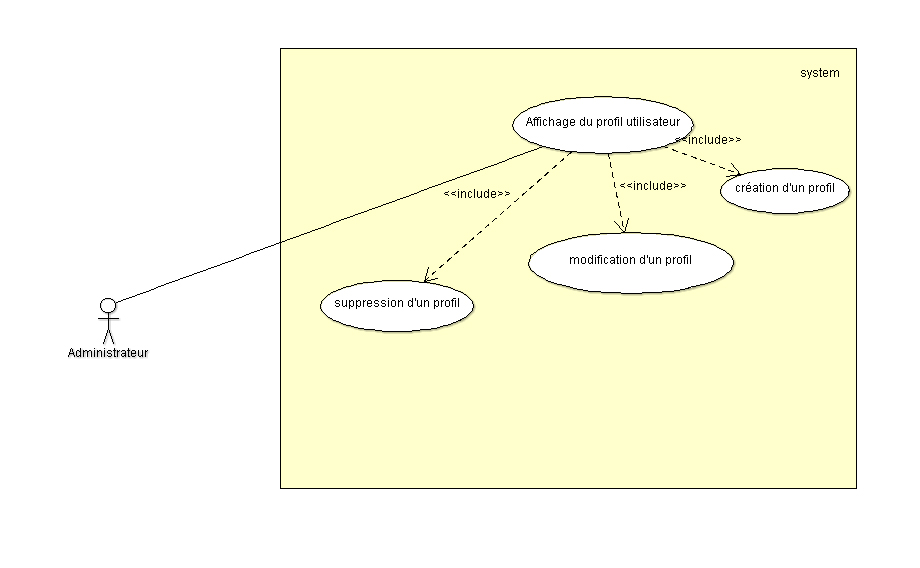 system
Affichage du profil utilisateur
<<include>>
<<include>>
<<include>>
création d'un profil
modification d'un profil
suppression d'un profil
Administrateur